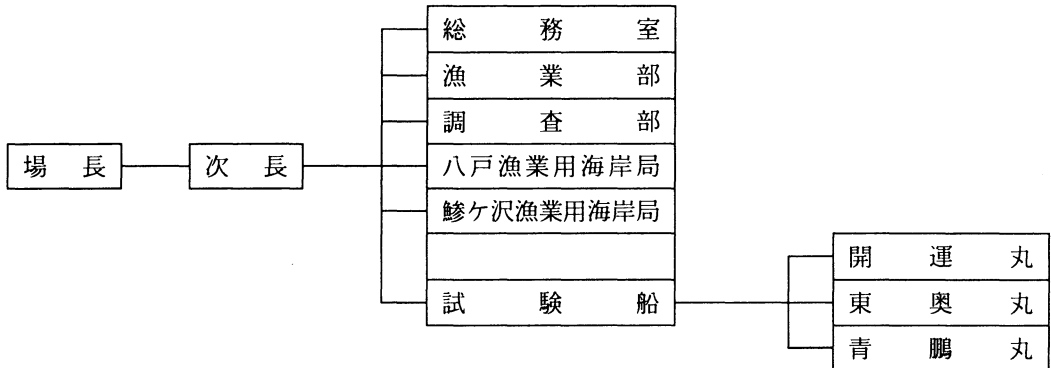 総務室
漁業部
調査部
場長
次長
八戸漁業用海岸局
鰺ケ沢漁業用海岸局
試験船
開運丸
東奥丸
青鵬丸